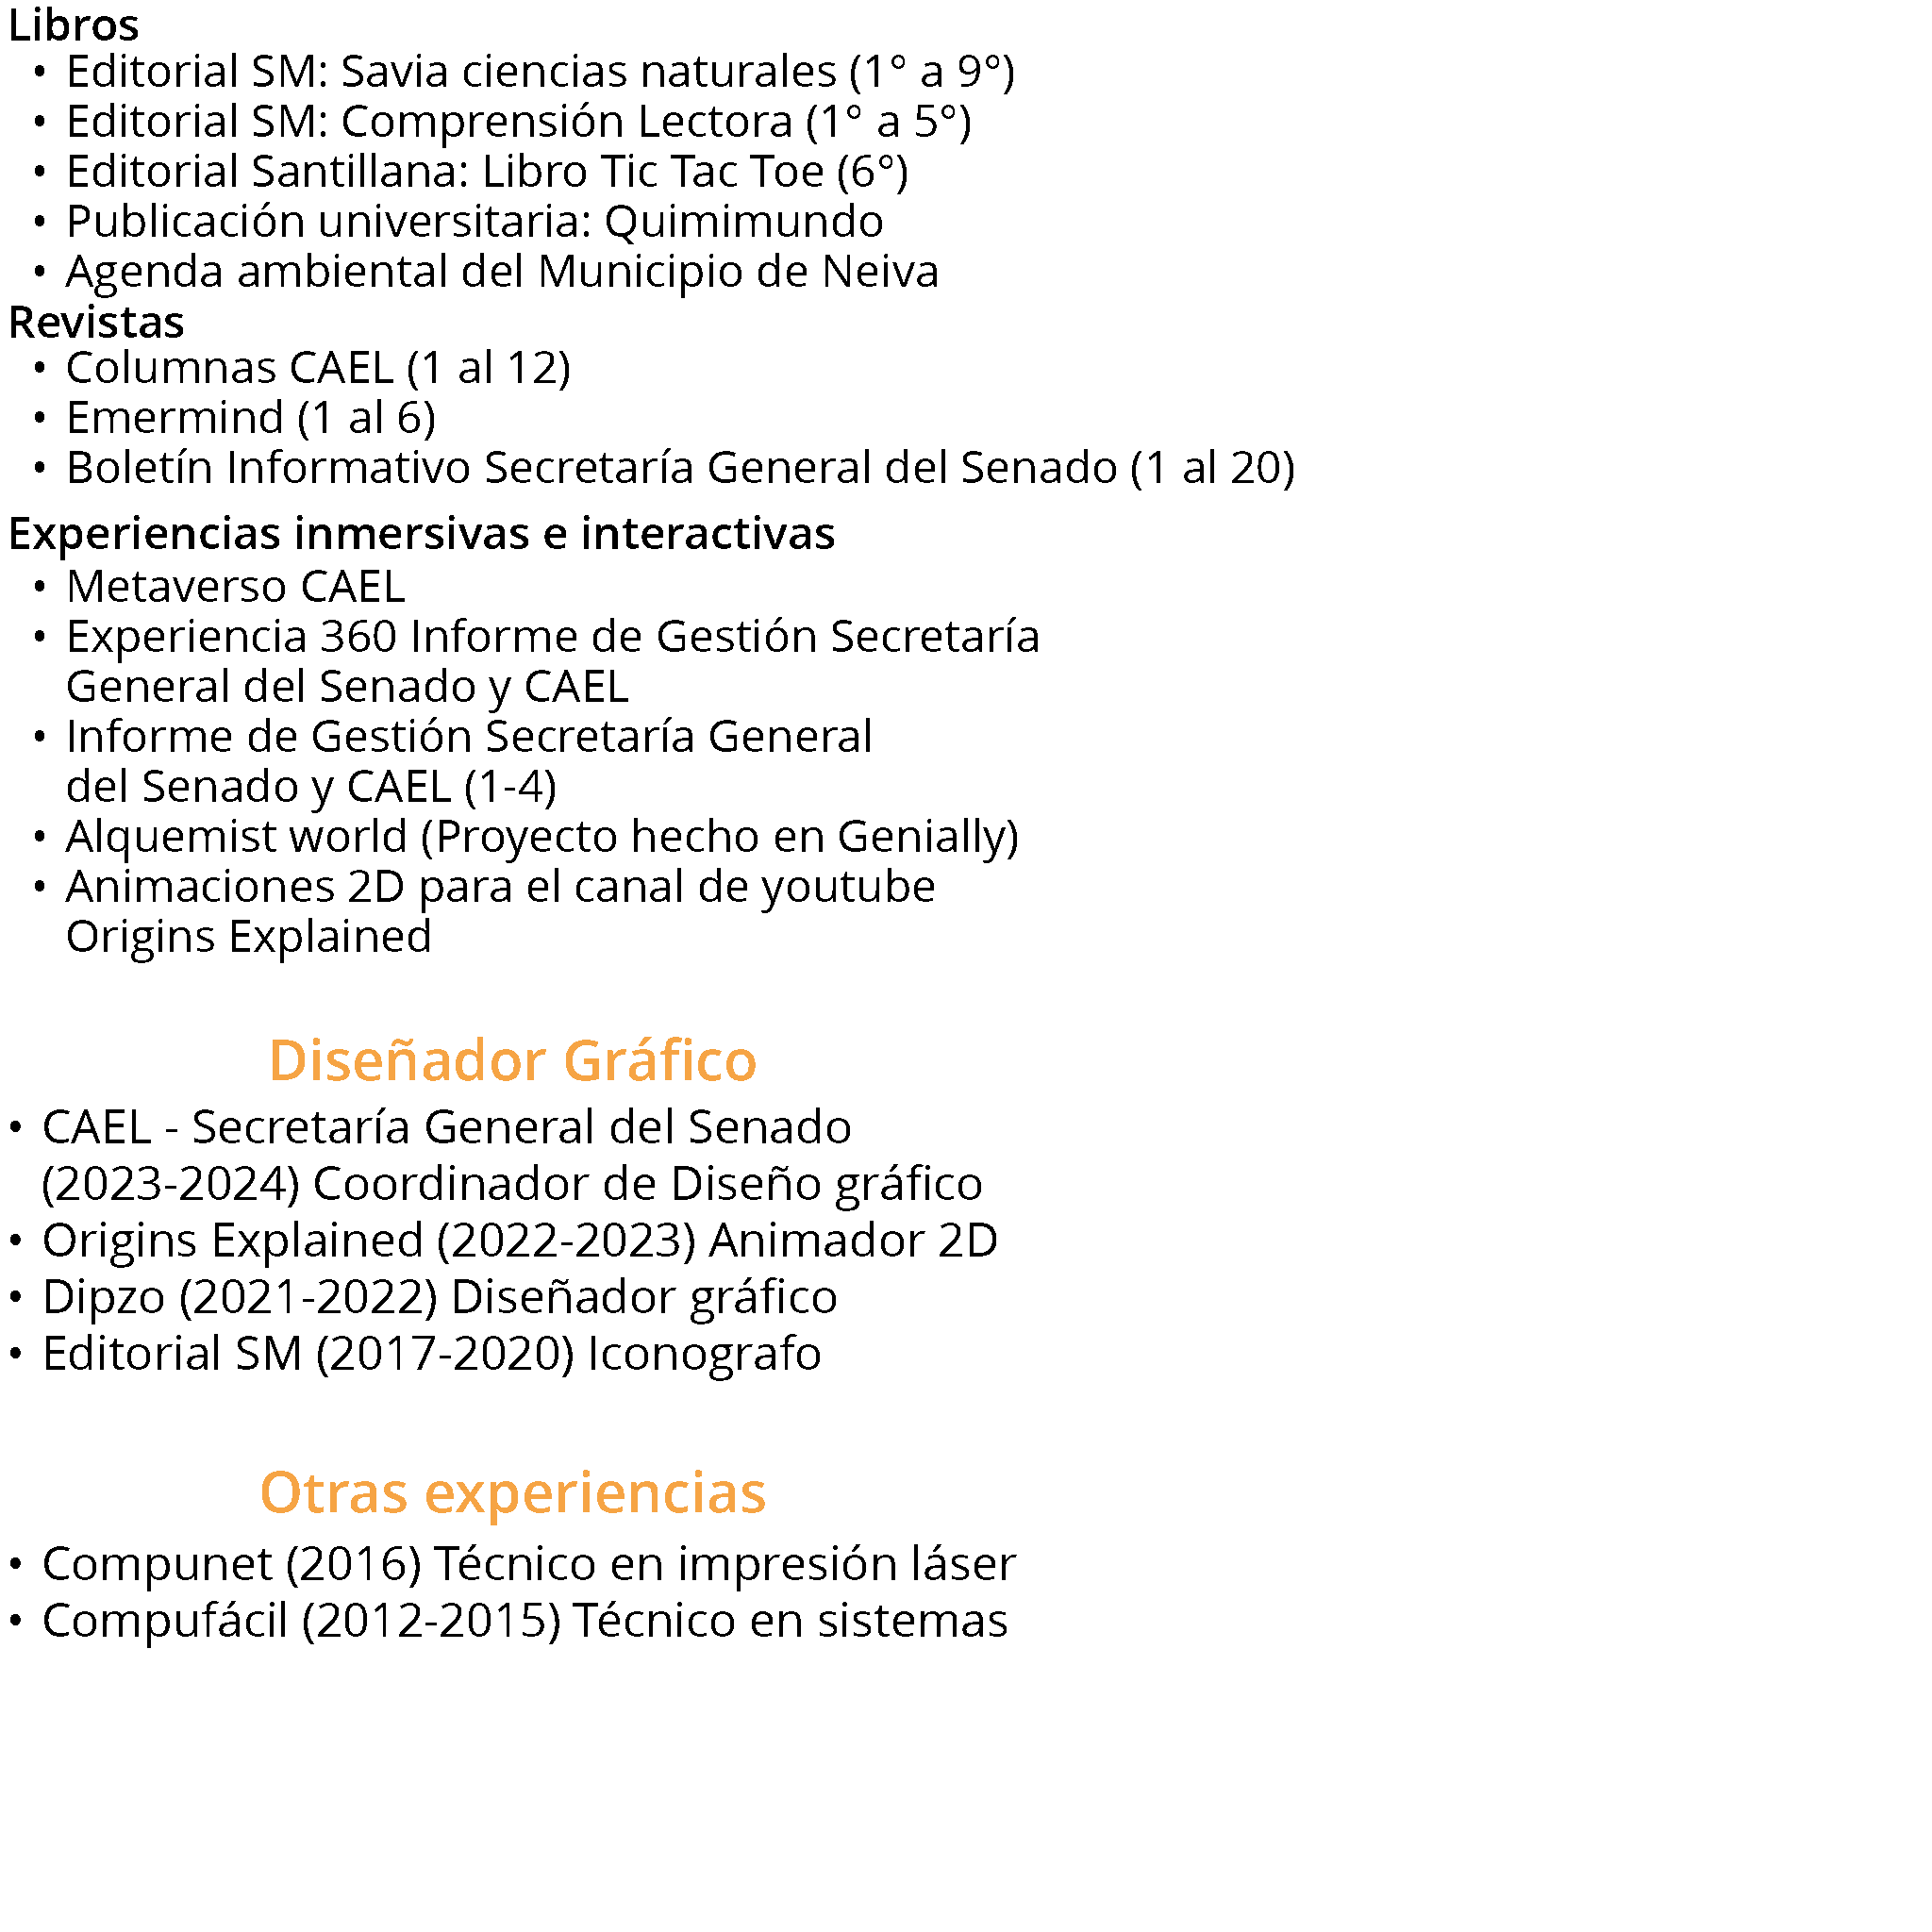 Libros
• Editorial SM: Savia ciencias naturales (1° a 9°)
• Editorial SM: Comprensión Lectora (1° a 5°)
• Editorial Santillana: Libro Tic Tac Toe (6°)
• Publicación universitaria: Quimimundo
• Agenda ambiental del Municipio de Neiva
Revistas
• Columnas CAEL (1 al 12)
• Emermind (1 al 6)
• Boletín Informativo Secretaría General del Senado (1 al 20)
Experiencias inmersivas e interactivas
• Metaverso CAEL
• Experiencia 360 Informe de Gestión Secretaría
General del Senado y CAEL
• Informe de Gestión Secretaría General
del Senado y CAEL (1-4)
• Alquemist world (Proyecto hecho en Genially)
• Animaciones 2D para el canal de youtube
Origins Explained
Diseñador Gráfico
• CAEL - Secretaría General del Senado
(2023-2024) Coordinador de Diseño gráfico
• Origins Explained (2022-2023) Animador 2D
• Dipzo (2021-2022) Diseñador gráfico
• Editorial SM (2017-2020) Iconografo
Otras experiencias
• Compunet (2016) Técnico en impresión láser
• Compufácil (2012-2015) Técnico en sistemas